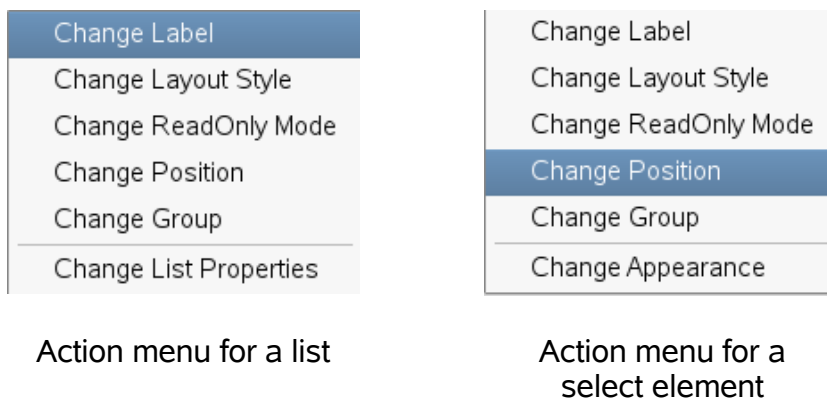 Change Label
Change Layout Style
Change ReadOnly Mode
Change Position
Change Group
Change List Properties
Action menu for a list
Change Label
Change Layout Style
Change ReadOnly Mode
Change Position
Change Group
Change Appearance
Action menu for a
select element